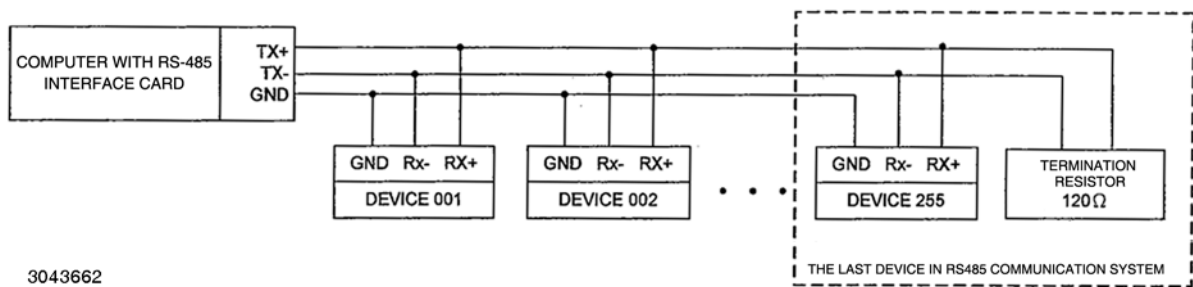 COMPUTER WITH RS-485
INTERFACE CARD
TX+
TX-
GND
GND Rx- RX+
DEVICE 001
GND Rx- RX+
DEVICE 002
GND Rx- RX+
DEVICE 255
TERMINATION
RESISTOR
120Ω
THE LAST DEVICE IN RS485 COMMUNICATION SYSTEM
3043662